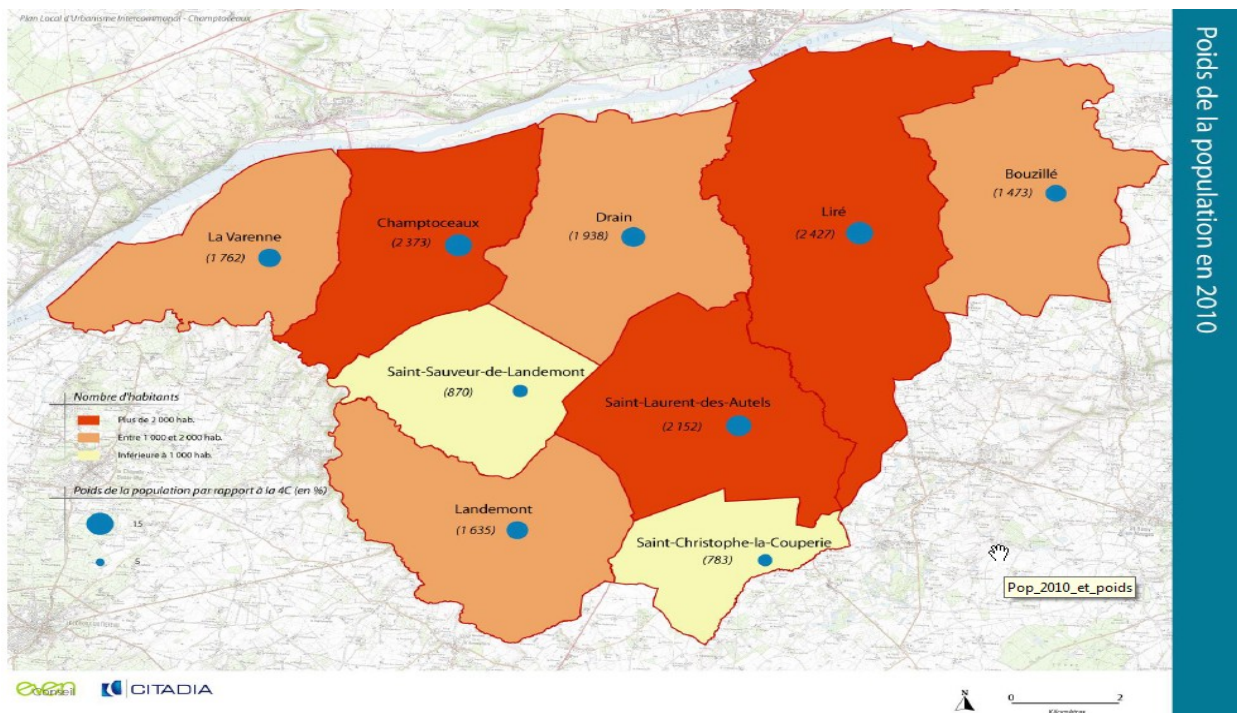 Plan Local d'Urbanisme Intercommunal - Champtoceaux
Poids de la population en 2010
Bouzillé
(1 473)
Liré
(2 427)
Drain
(1 938)
Champtoceaux
(2 373)
La Varenne
(1 762)
Saint-Sauveur-de-Landemont
(870)
Saint-Laurent-des-Autels
(2 152)
Landemont
(1 635)
Saint-Christophe-la-Couperie
(783)
Nombre d'habitants
Plus de 2 000 hab.
Entre 1 000 et 2 000 hab.
Inférieure à 1 000 hab.
Poids de la population par rapport à la 4C (en %)
15
5
Pop_2010_et_poids
even
Conseil
CITADIA
N
0 2
Kilomètres